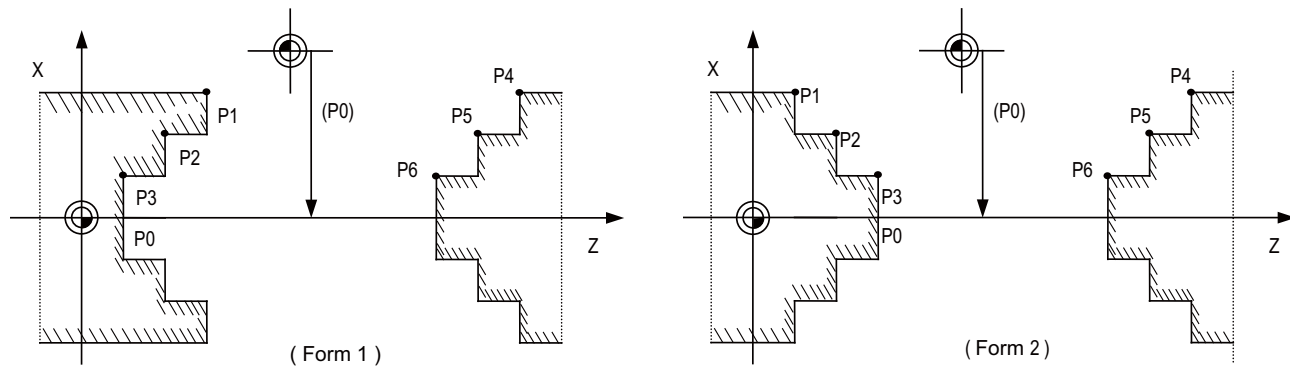 X
P1
P2
P3
P0
(P0)
P4
P5
P6
Z
( Form 1 )
X
P1
P2
P3
P0
(P0)
P4
P5
P6
Z
( Form 2 )